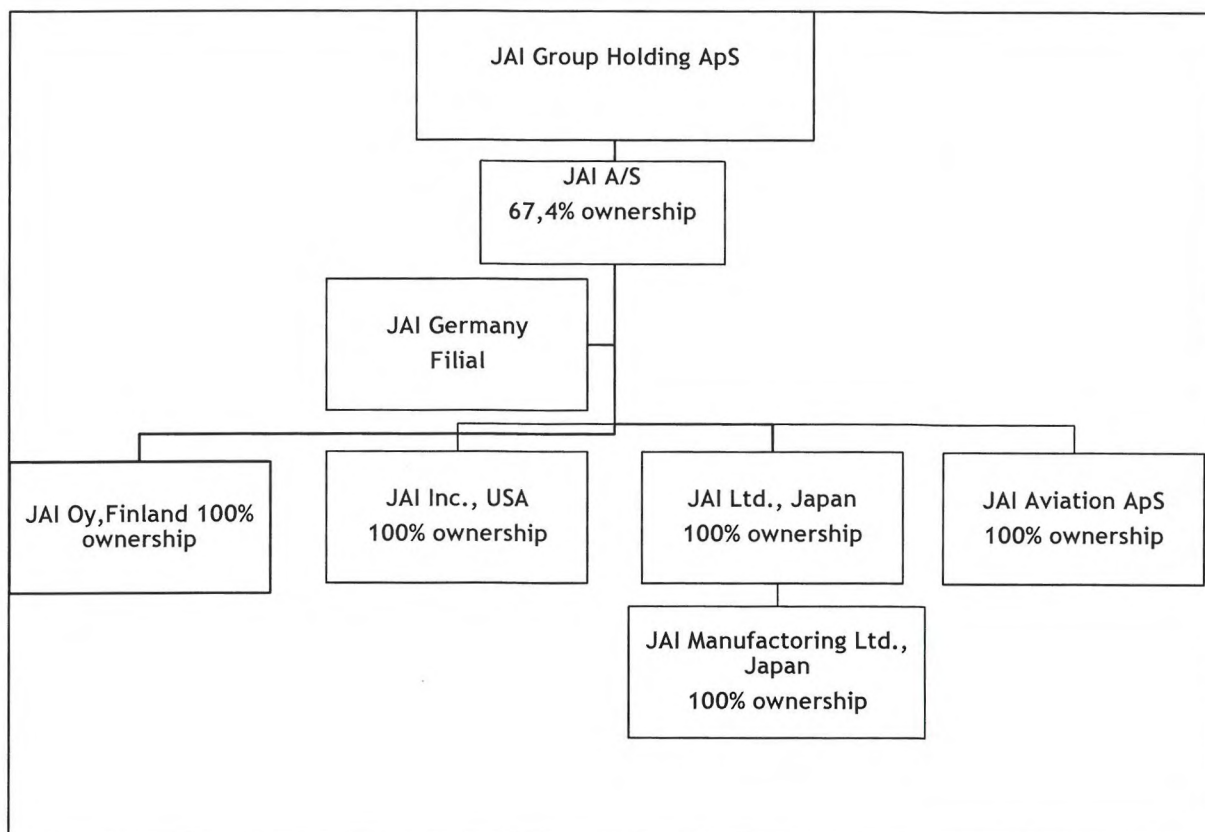 JAI Group Holding ApS
JAI A/S
67,4% ownership
JAI Germany
Filial
JAI Oy,Finland 100%
ownership
JAI Inc., USA
100% ownership
JAI Ltd., Japan
100% ownership
JAI Aviation ApS
100% ownership
JAI Manufactoring Ltd.,
Japan
100% ownership